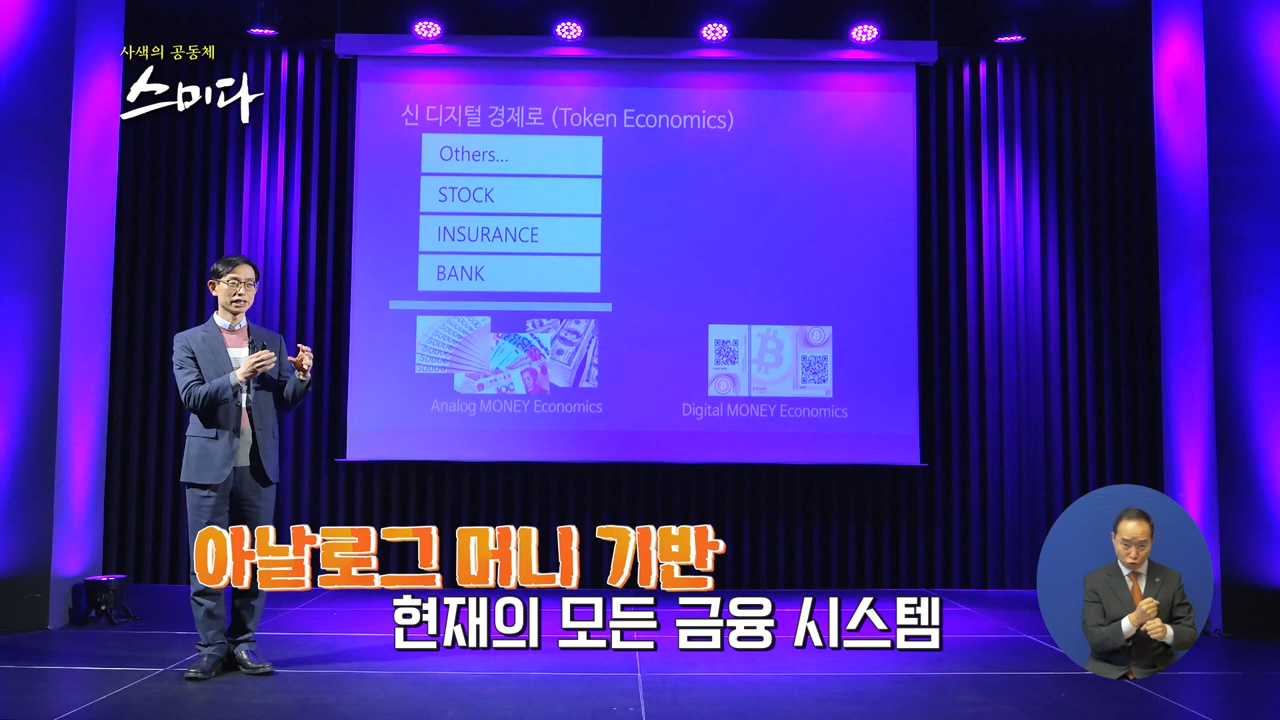 사색의 공동체
스미다
신 디지털 경제로 (Token Economics)
Others...
STOCK
INSURANCE
BANK
Analog MONEY Economics
Digital MONEY Economics
아날로그 머니 기반
현재의 모든 금융 시스템